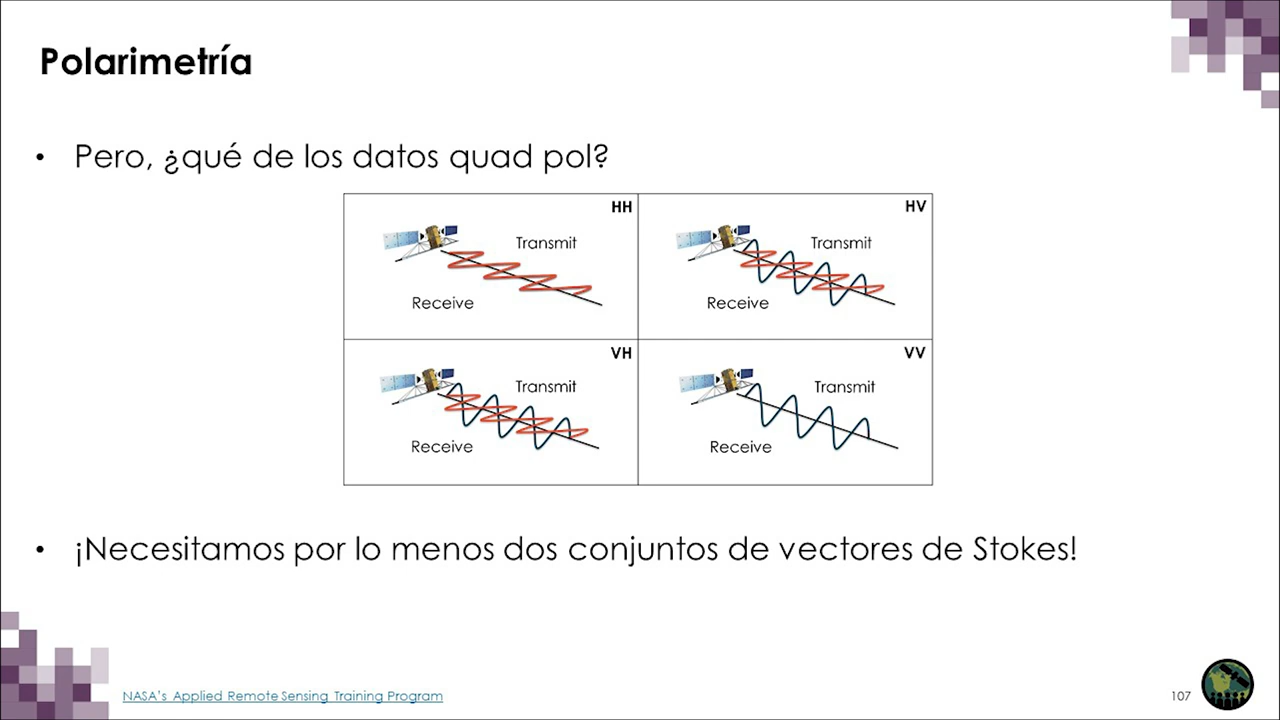 Polarimetría
• Pero, ¿qué de los datos quad pol?
HH
Transmit
Receive
HV
Transmit
Receive
VH
Transmit
Receive
VV
Transmit
Receive
• ¡Necesitamos por lo menos dos conjuntos de vectores de Stokes!
NASA's Applied Remote Sensing Training Program
107